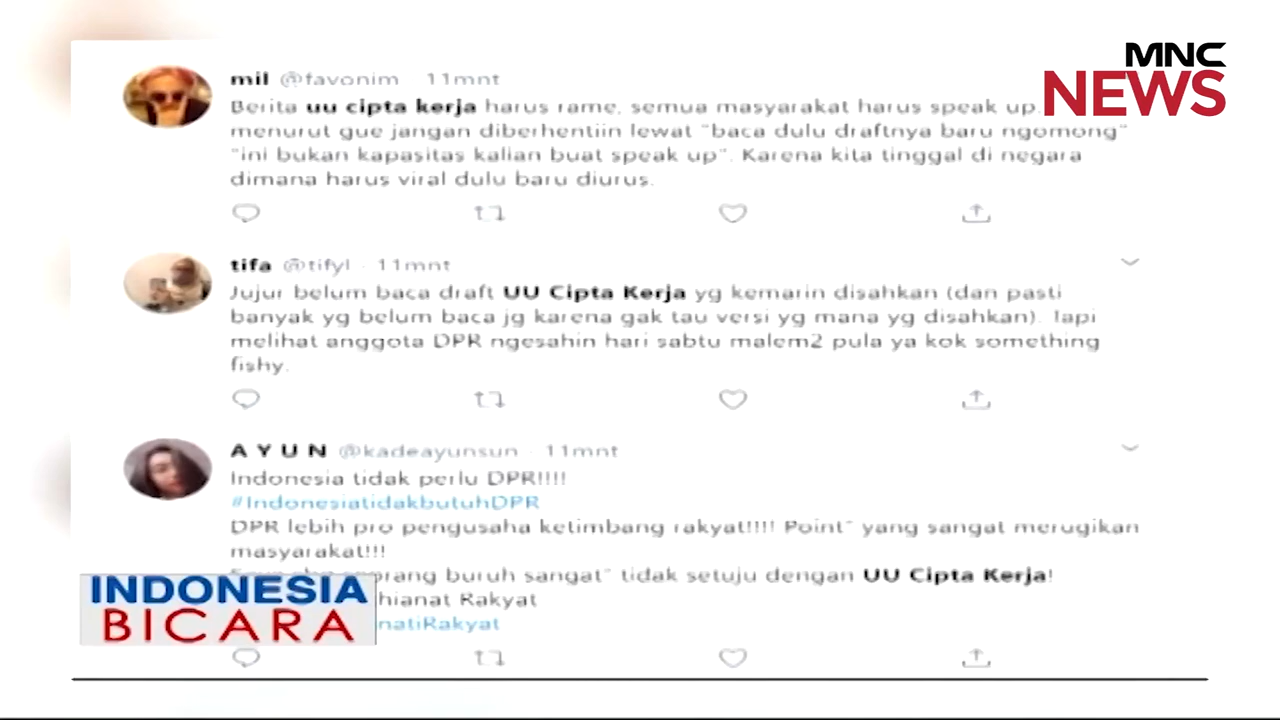 MNC
NEWS
mil @favonim 11mnt
Berita uu cipta kerja harus rame, semua masyarakat harus speak up.
menurut gue jangan diberhentiin lewat "baca dulu draftnya baru ngomong"
"ini bukan kapasitas kalian buat speak up". Karena kita tinggal di negara
dimana harus viral dulu baru diurus.
tifa @tifyl · 11mnt
Jujur belum baca draft UU Cipta Kerja yg kemarin disahkan (dan pasti
banyak yg belum baca jg karena gak tau versi yg mana yg disahkan). Tapi
melihat anggota DPR ngesahin hari sabtu malem2 pula ya kok something
fishy.
A Y U N @kadeayunsun · 11mnt
Indonesia tidak perlu DPR!!!!
#IndonesiatidakbutuhDPR
DPR lebih pro pengusaha ketimbang rakyat!!!! Point" yang sangat merugikan
masyarakat!!!
orang buruh sangat" tidak setuju dengan UU Cipta Kerja!
hianat Rakyat
natiRakyat
INDONESIA
BICARA